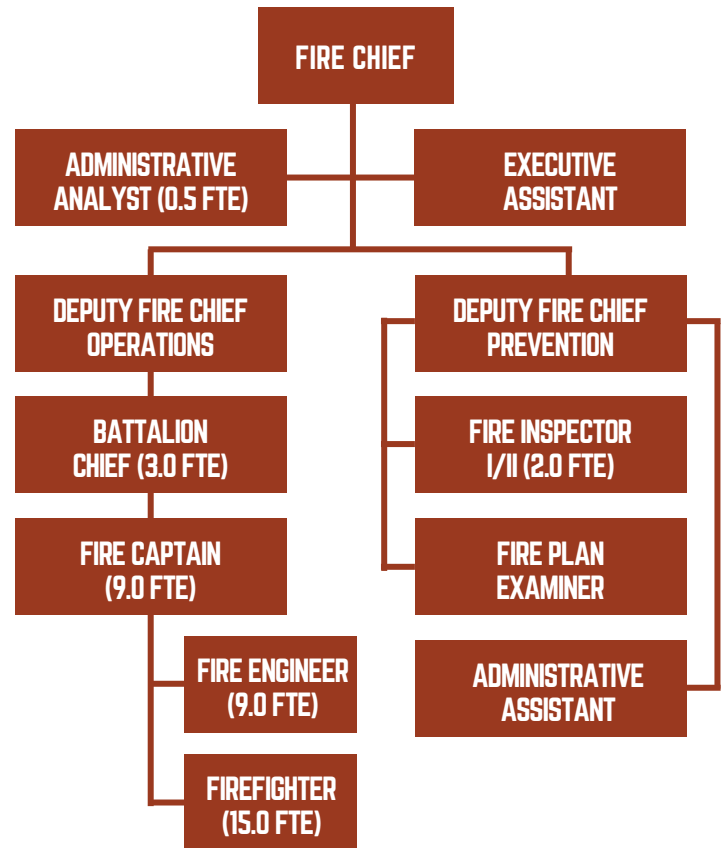 FIRE CHIEF
ADMINISTRATIVE
ANALYST (0.5 FTE)
EXECUTIVE
ASSISTANT
DEPUTY FIRE CHIEF
OPERATIONS
BATTALION
CHIEF (3.0 FTE)
FIRE CAPTAIN
(9.0 FTE)
FIRE ENGINEER
(9.0 FTE)
FIREFIGHTER
(15.0 FTE)
DEPUTY FIRE CHIEF
PREVENTION
FIRE INSPECTOR
I/II (2.0 FTE)
FIRE PLAN
EXAMINER
ADMINISTRATIVE
ASSISTANT